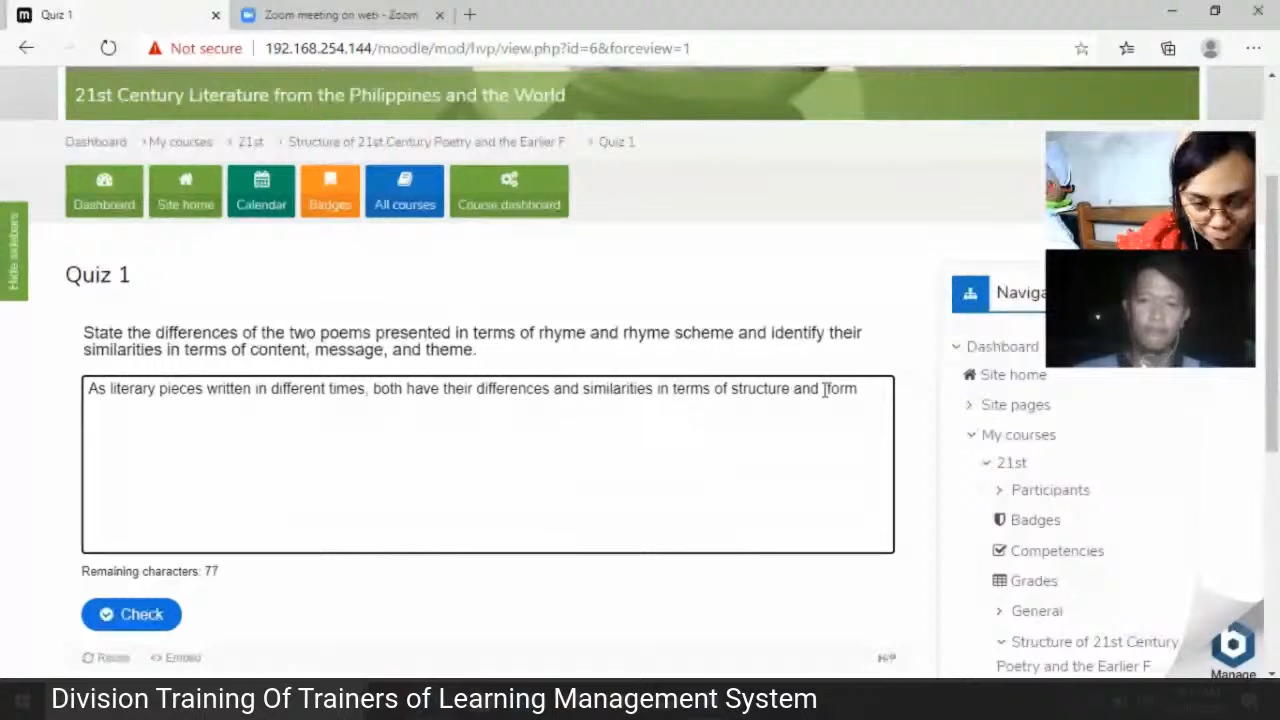 Quiz 1
Zoom meeting on web - Zoom
Not secure
192.168.254.144/moodle/mod/hvp/view.php?id=6&forceview=1
21st Century Literature from the Philippines and the World
Dashboard
My courses
21st
Structure of 21st Century Poetry and the Earlier F
Quiz 1
Dashboard
Site home
Calendar
Badges
All courses
Course dashboard
Hide sidebars
Quiz 1
State the differences of the two poems presented in terms of rhyme and rhyme scheme and identify their
similarities in terms of content, message, and theme.
As literary pieces written in different times, both have their differences and similarities in terms of structure and form
Remaining characters: 77
Check
Reuse
<> Embed
H5P
Naviga
Dashboard
Site home
Site pages
My courses
21st
Participants
Badges
Competencies
Grades
General
Structure of 21st Century
Poetry and the Earlier F
Manage
Division Training Of Trainers of Learning Management System